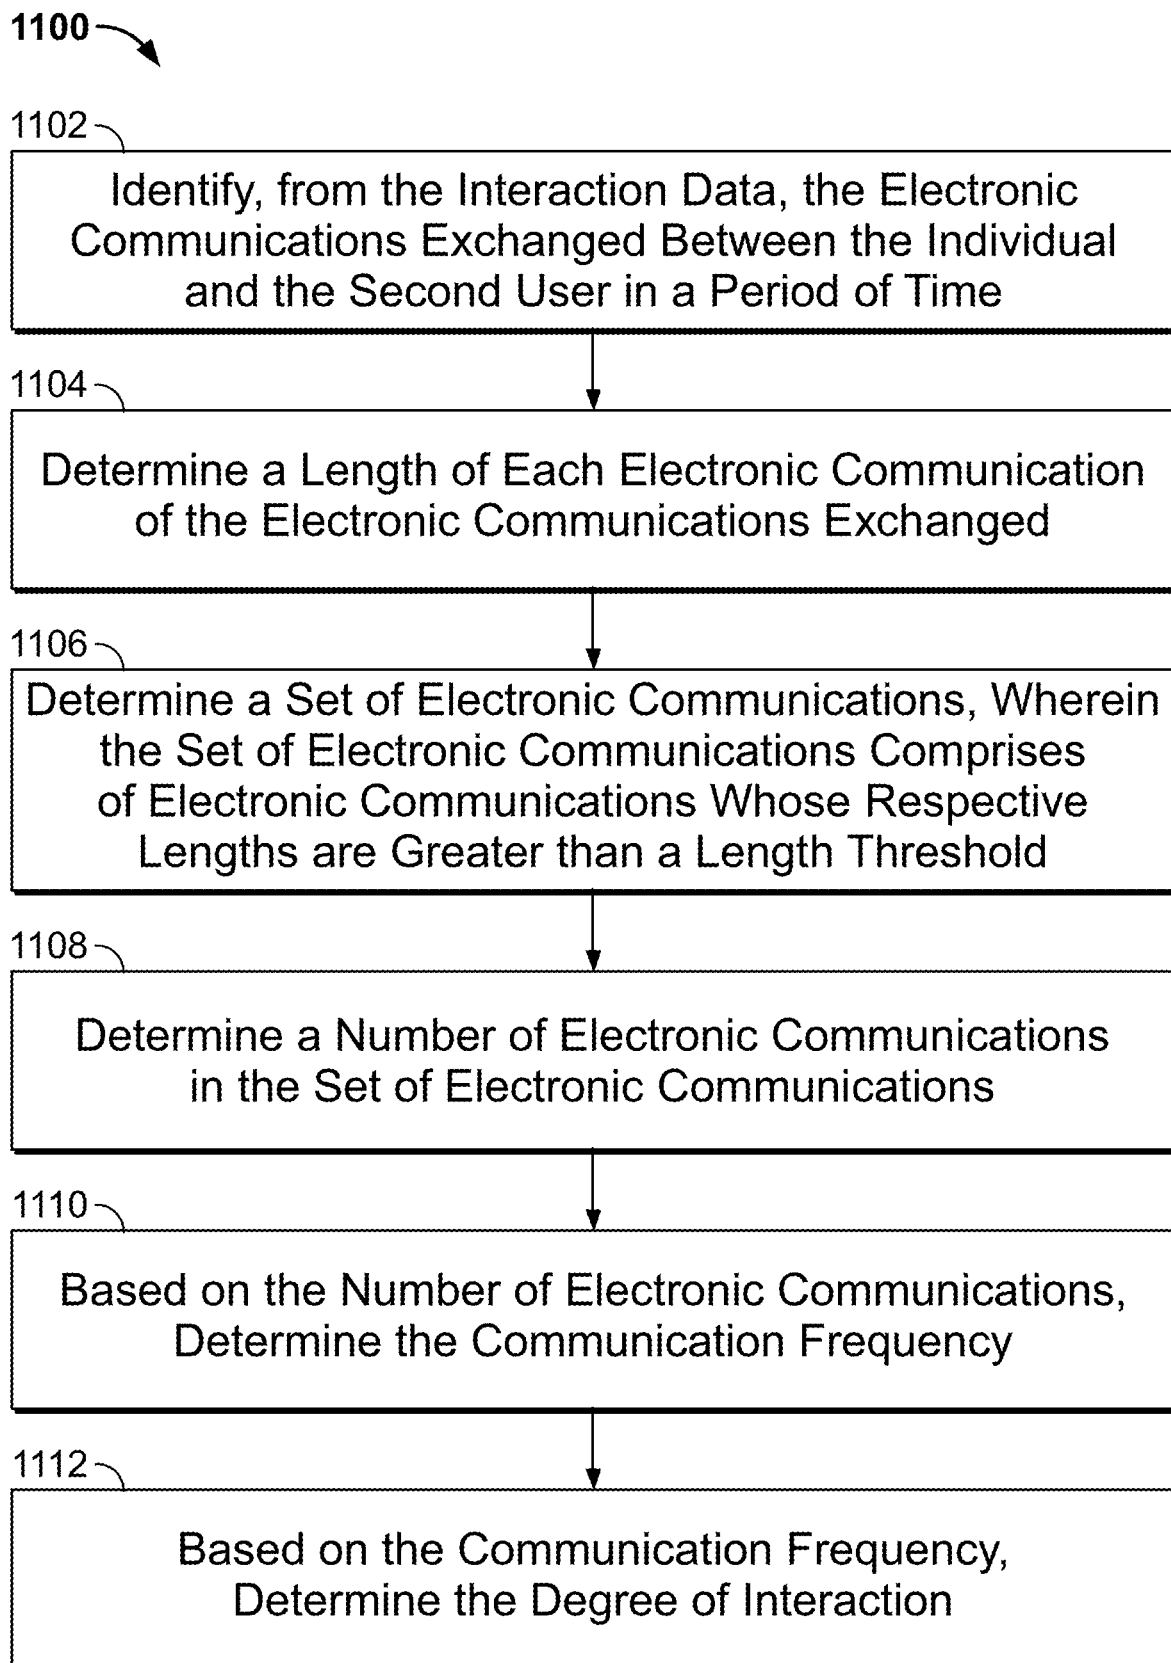 1100
1102
Identify, from the Interaction Data, the Electronic
Communications Exchanged Between the Individual
and the Second User in a Period of Time
1104
Determine a Length of Each Electronic Communication
of the Electronic Communications Exchanged
1106
Determine a Set of Electronic Communications, Wherein
the Set of Electronic Communications Comprises
of Electronic Communications Whose Respective
Lengths are Greater than a Length Threshold
1108
Determine a Number of Electronic Communications
in the Set of Electronic Communications
1110
Based on the Number of Electronic Communications,
Determine the Communication Frequency
1112
Based on the Communication Frequency,
Determine the Degree of Interaction